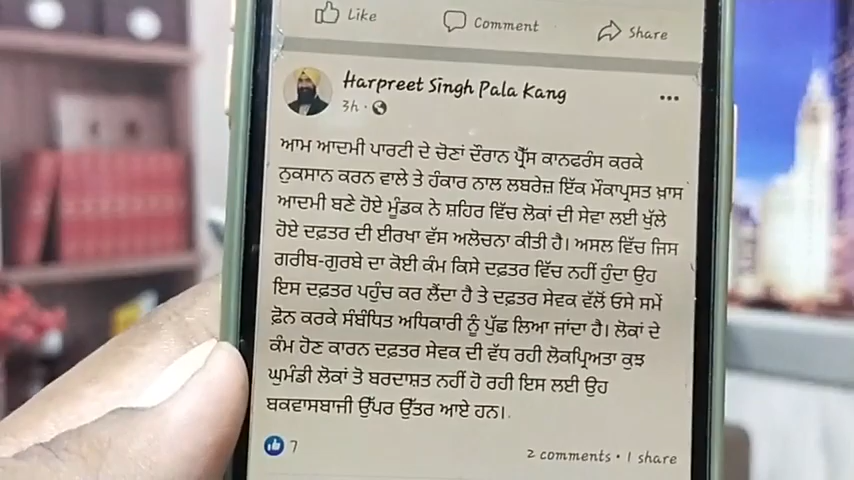 Like Comment Share
Harpreet Singh Pala Kang
3h
ਆਮ ਆਦਮੀ ਪਾਰਟੀ ਦੇ ਚੋਣਾਂ ਦੌਰਾਨ ਪ੍ਰੈੱਸ ਕਾਨਫਰੰਸ ਕਰਕੇ
ਨੁਕਸਾਨ ਕਰਨ ਵਾਲੇ ਤੇ ਹੰਕਾਰ ਨਾਲ ਲਬਰੇਜ਼ ਇੱਕ ਮੌਕਾਪ੍ਰਸਤ ਖ਼ਾਸ
ਆਦਮੀ ਬਣੇ ਹੋਏ ਮੂੰਡਕ ਨੇ ਸ਼ਹਿਰ ਵਿੱਚ ਲੋਕਾਂ ਦੀ ਸੇਵਾ ਲਈ ਖੁੱਲੇ
ਹੋਏ ਦਫ਼ਤਰ ਦੀ ਈਰਖਾ ਵੱਸ ਅਲੋਚਨਾ ਕੀਤੀ ਹੈ। ਅਸਲ ਵਿੱਚ ਜਿਸ
ਗਰੀਬ-ਗੁਰਬੇ ਦਾ ਕੋਈ ਕੰਮ ਕਿਸੇ ਦਫ਼ਤਰ ਵਿੱਚ ਨਹੀਂ ਹੁੰਦਾ ਉਹ
ਇਸ ਦਫ਼ਤਰ ਪਹੁੰਚ ਕਰ ਲੈਂਦਾ ਹੈ ਤੇ ਦਫ਼ਤਰ ਸੇਵਕ ਵੱਲੋਂ ਓਸੇ ਸਮੇਂ
ਫ਼ੋਨ ਕਰਕੇ ਸੰਬੰਧਿਤ ਅਧਿਕਾਰੀ ਨੂੰ ਪੁੱਛ ਲਿਆ ਜਾਂਦਾ ਹੈ। ਲੋਕਾਂ ਦੇ
ਕੰਮ ਹੋਣ ਕਾਰਨ ਦਫ਼ਤਰ ਸੇਵਕ ਦੀ ਵੱਧ ਰਹੀ ਲੋਕਪ੍ਰਿਅਤਾ ਕੁਝ
ਘੁਮੰਡੀ ਲੋਕਾਂ ਤੋ ਬਰਦਾਸ਼ਤ ਨਹੀਂ ਹੋ ਰਹੀ ਇਸ ਲਈ ਉਹ
ਬਕਵਾਸਬਾਜੀ ਉੱਪਰ ਉੱਤਰ ਆਏ ਹਨ।
7 2 comments • 1 share